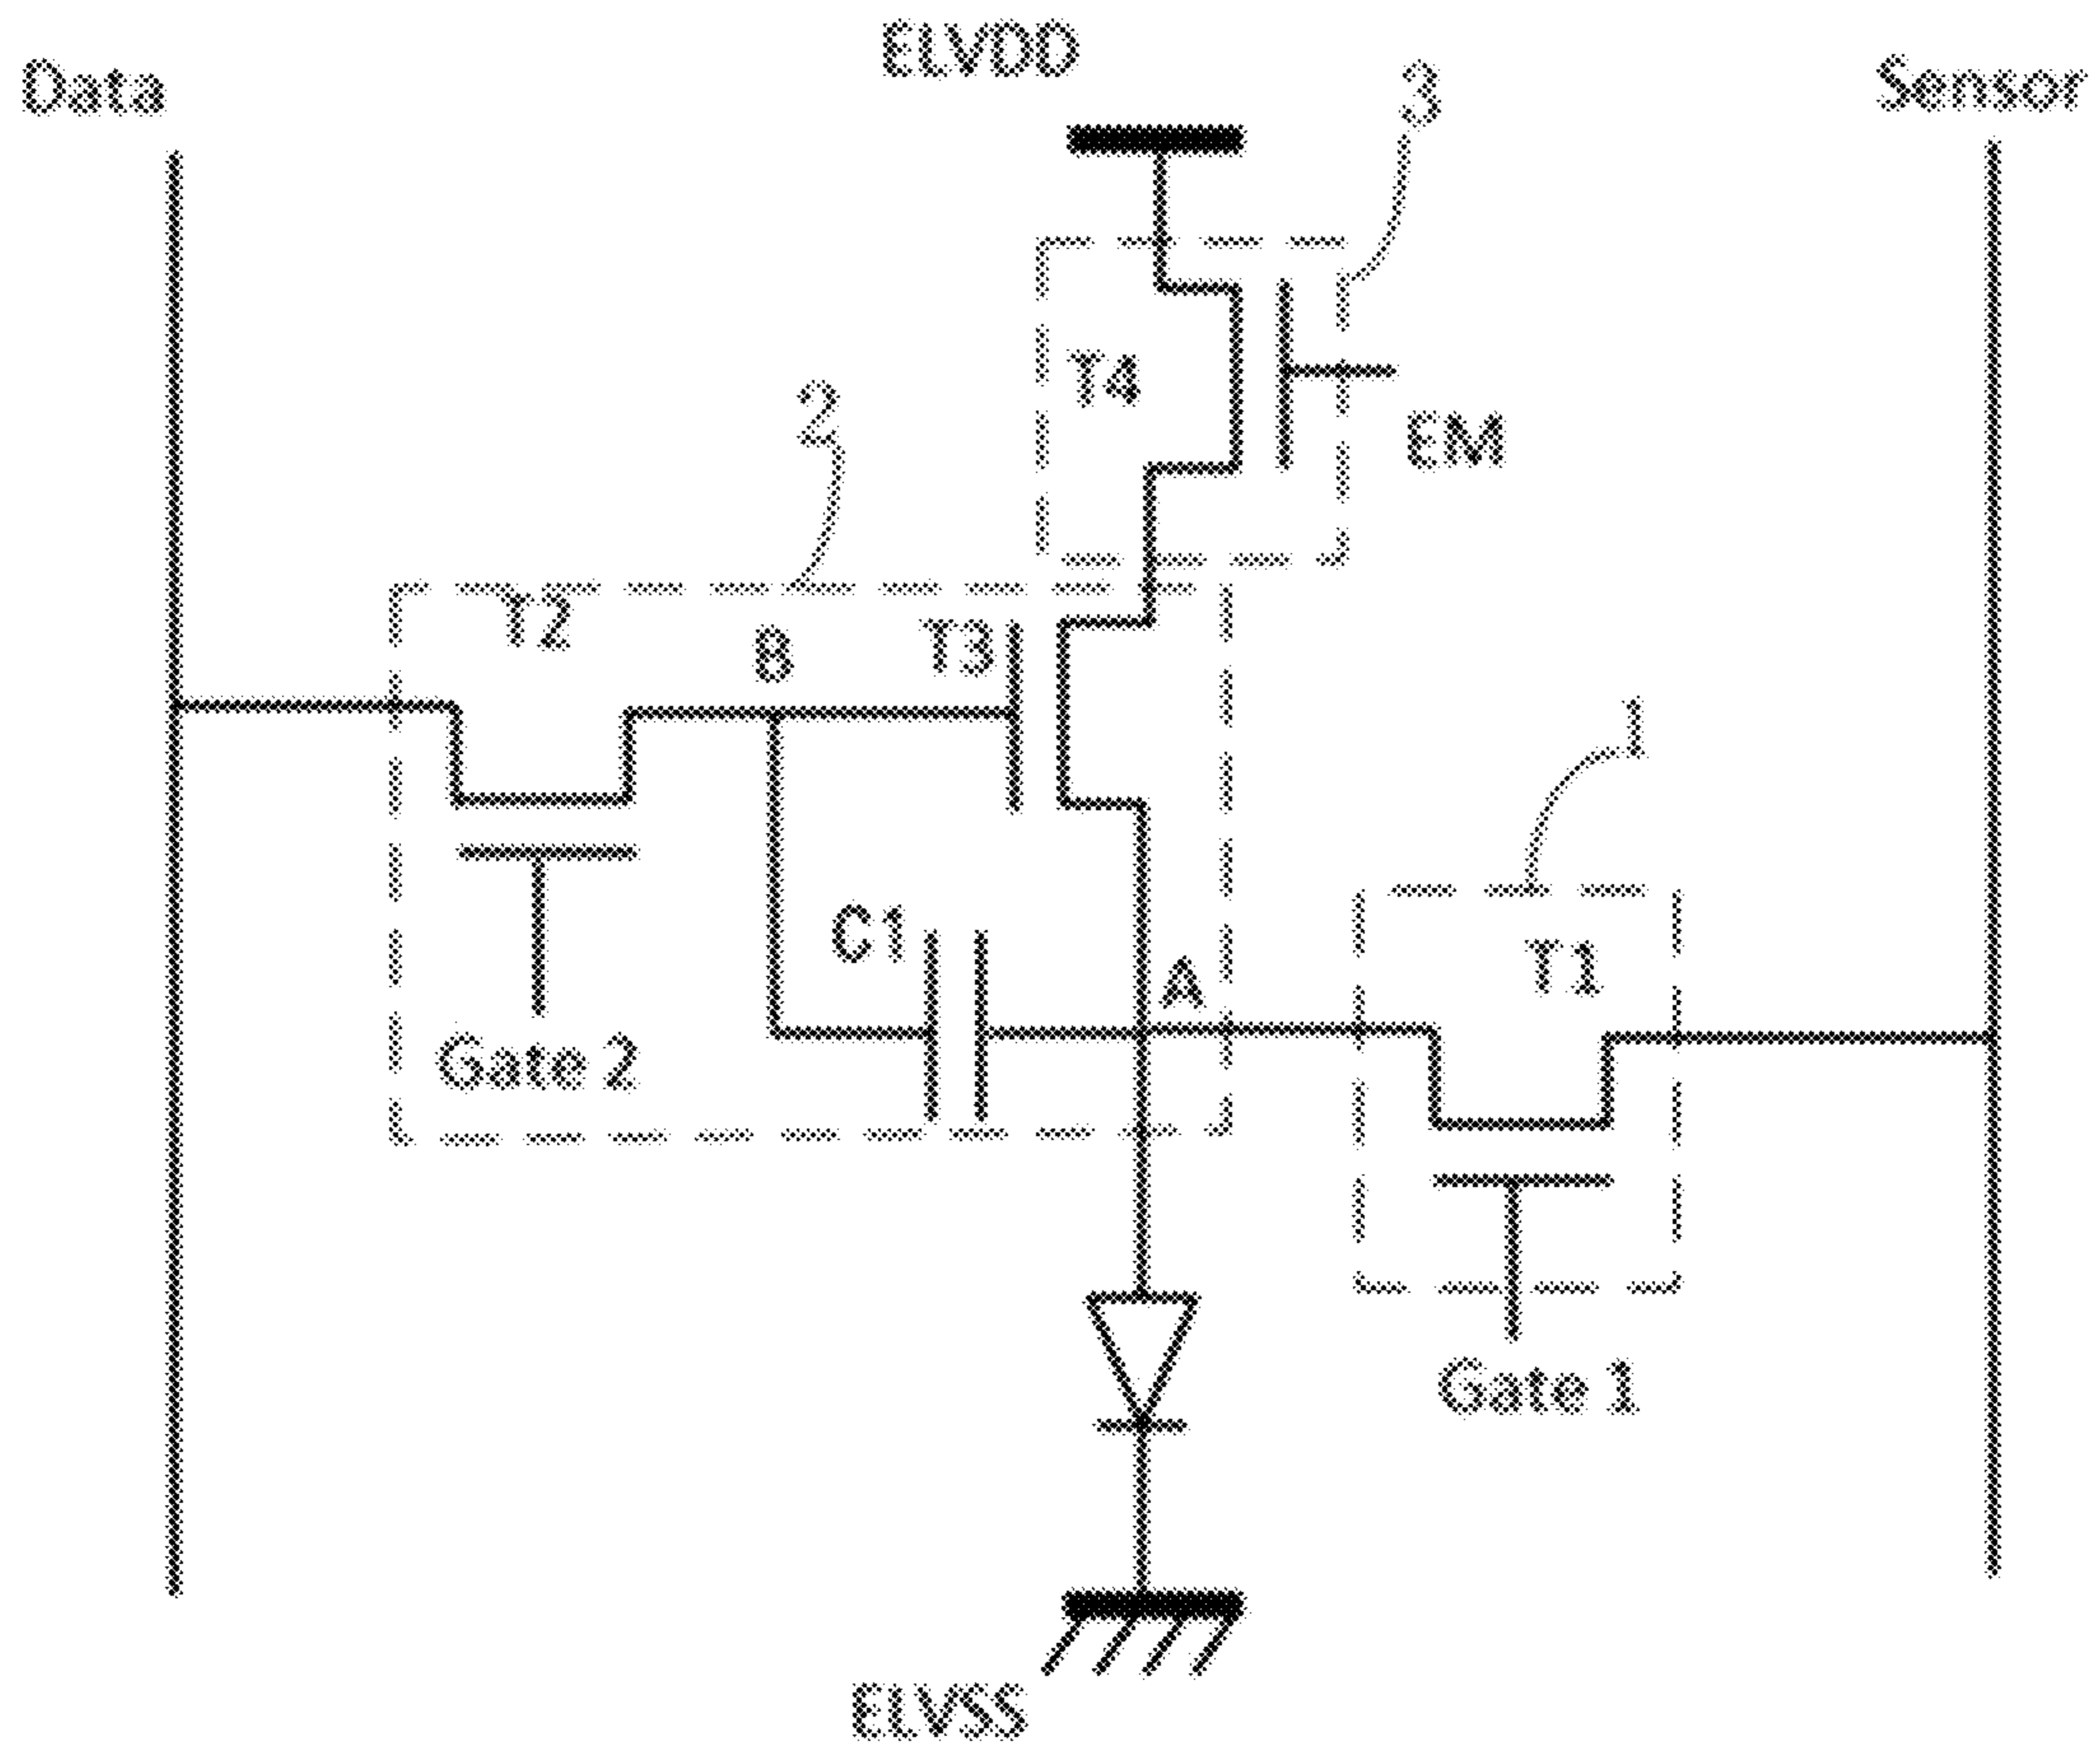 ELVDD
Data
Sensor
3
T4
2
EM
T2
B
T3
1
C1
A
T1
Gate 2
Gate 1
ELVSS